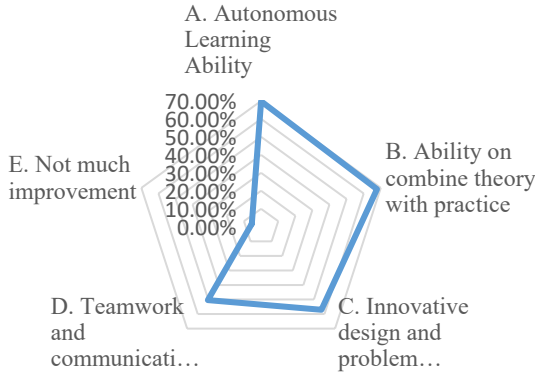 A. Autonomous
Learning
Ability
70.00%
60.00%
50.00%
40.00%
30.00%
20.00%
10.00%
0.00%
B. Ability on
combine theory
with practice
C. Innovative
design and
problem…
D. Teamwork
and
communicati…
E. Not much
improvement